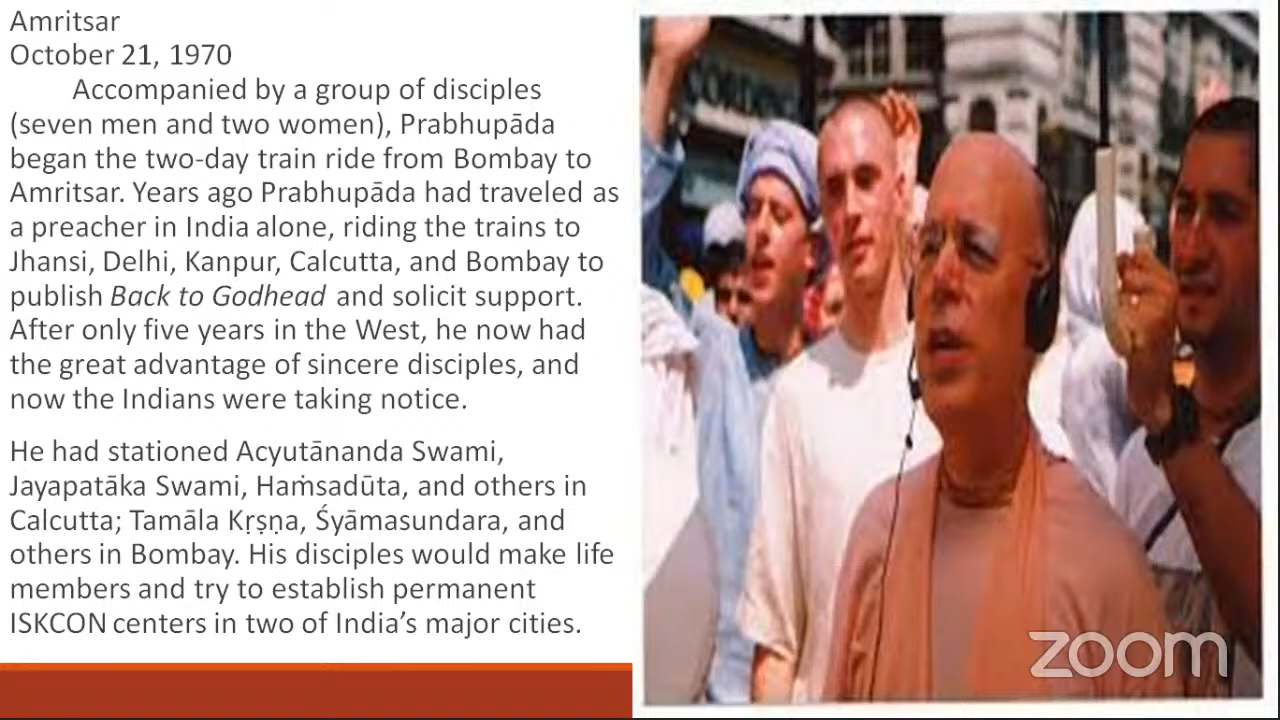 Amritsar
October 21, 1970
Accompanied by a group of disciples
(seven men and two women), Prabhupāda
began the two-day train ride from Bombay to
Amritsar. Years ago Prabhupāda had traveled as
a preacher in India alone, riding the trains to
Jhansi, Delhi, Kanpur, Calcutta, and Bombay to
publish Back to Godhead and solicit support.
After only five years in the West, he now had
the great advantage of sincere disciples, and
now the Indians were taking notice.
He had stationed Acyutānanda Swami,
Jayapatāka Swami, Haṁsadūta, and others in
Calcutta; Tamāla Kṛṣṇa, Śyāmasundara, and
others in Bombay. His disciples would make life
members and try to establish permanent
ISKCON centers in two of India’s major cities.
zoom